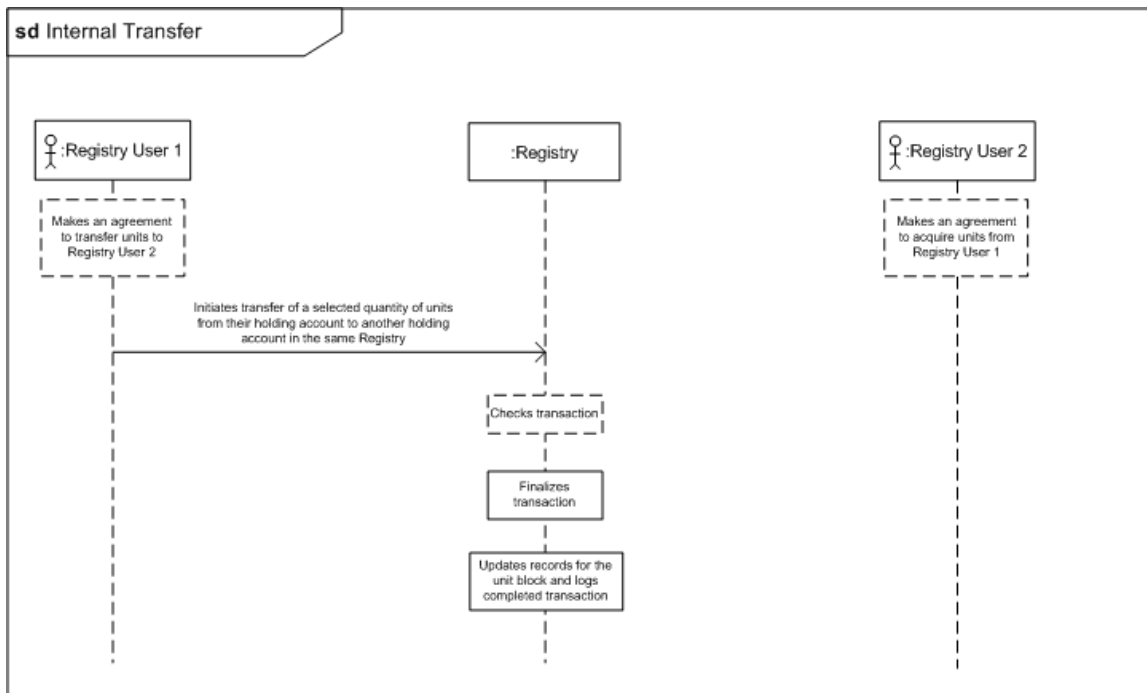 sd Internal Transfer
:Registry User 1
:Registry
:Registry User 2
Makes an agreement
to transfer units to
Registry User 2
Makes an agreement
to acquire units from
Registry User 1
Initiates transfer of a selected quantity of units
from their holding account to another holding
account in the same Registry
Checks transaction
Finalizes
transaction
Updates records for the
unit block and logs
completed transaction